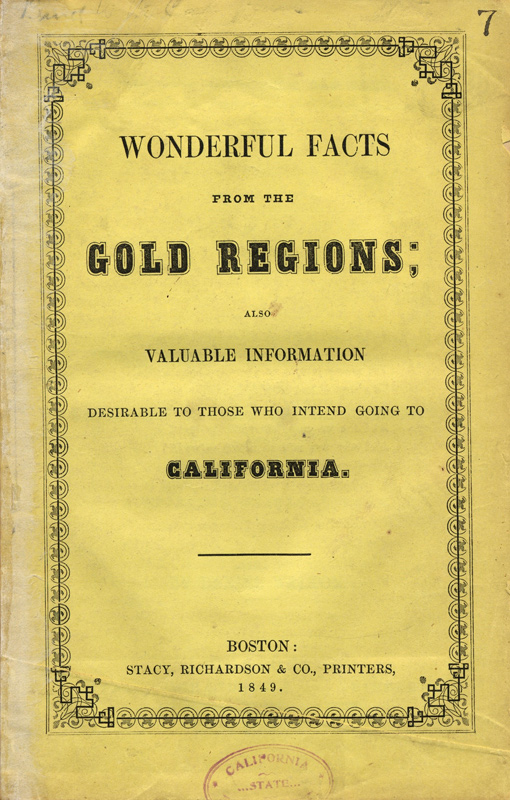 7
WONDERFUL FACTS
FROM THE
GOLD REGIONS;
ALSO
VALUABLE INFORMATION
DESIRABLE TO THOSE WHO INTEND GOING TO
CALIFORNIA.
BOSTON:
STACY, RICHARDSON & CO., PRINTERS,
1849.
CALIFORNIA
...STATE...